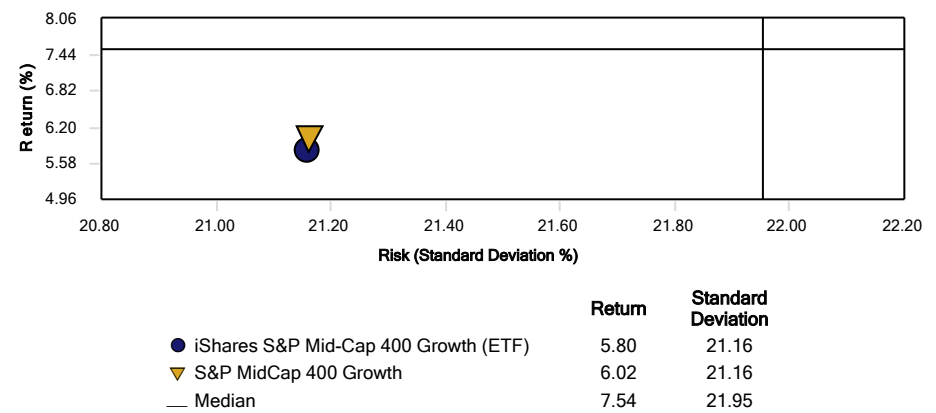 8.06
7.44
6.82
6.20
5.58
4.96
Return (%)
20.80 21.00 21.20 21.40 21.60 21.80 22.00 22.20
Risk (Standard Deviation %)
Return Standard Deviation
iShares S&P Mid-Cap 400 Growth (ETF) 5.80 21.16
S&P MidCap 400 Growth 6.02 21.16
Median 7.54 21.95